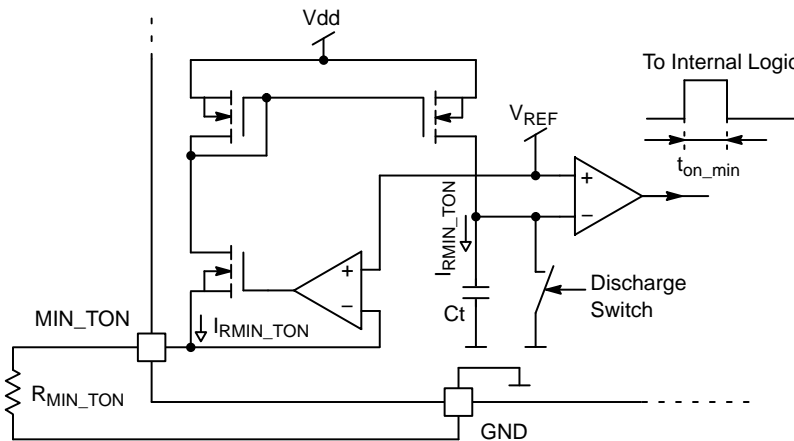 Vdd
To Internal Logic
VREF
ton_min
+
−
IRMIN_TON
+
−
Discharge
Switch
Ct
MIN_TON
IRMIN_TON
RMIN_TON
GND